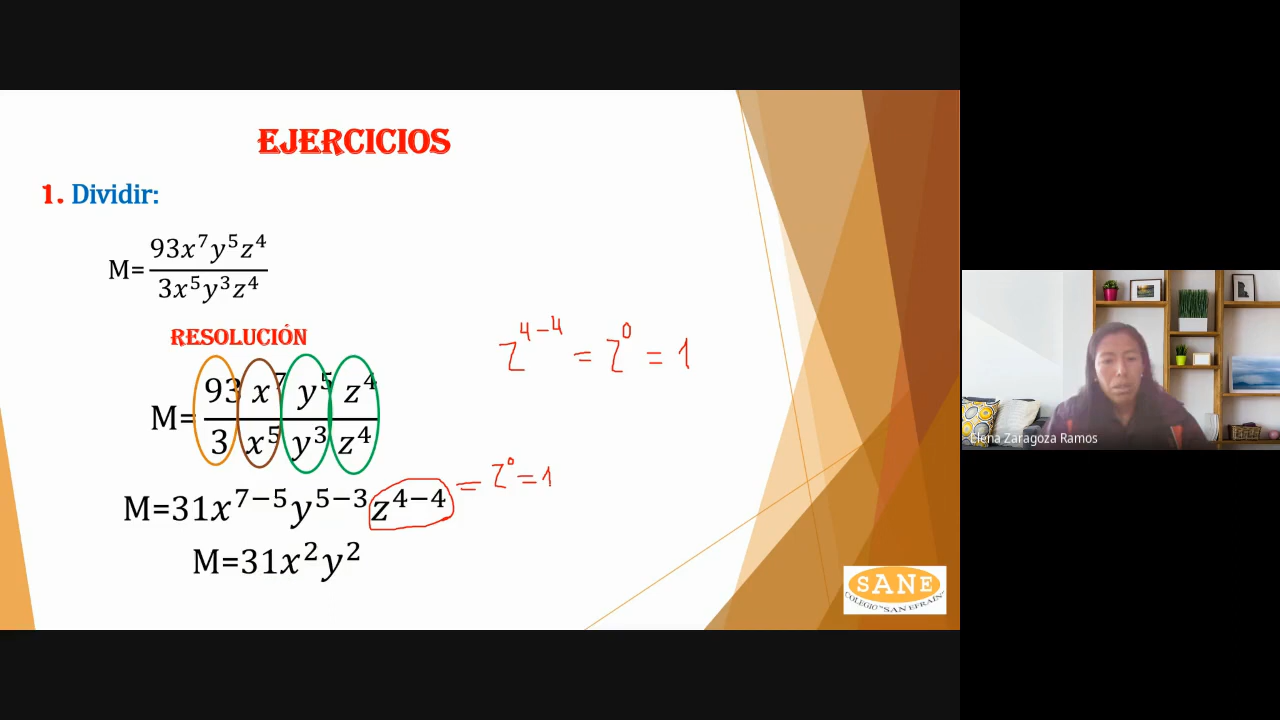 EJERCICIOS
1. Dividir:
M= 93x⁷y⁵z⁴ / 3x⁵y³z⁴
RESOLUCIÓN
M= 93 x⁷ y⁵ z⁴ / 3 x⁵ y³ z⁴
z⁴⁻⁴ = z⁰ = 1
M=31x⁷⁻⁵y⁵⁻³z⁴⁻⁴ = z⁰ = 1
M=31x²y²
SANE
COLEGIO "SAN EFRAIN"
Elena Zaragoza Ramos